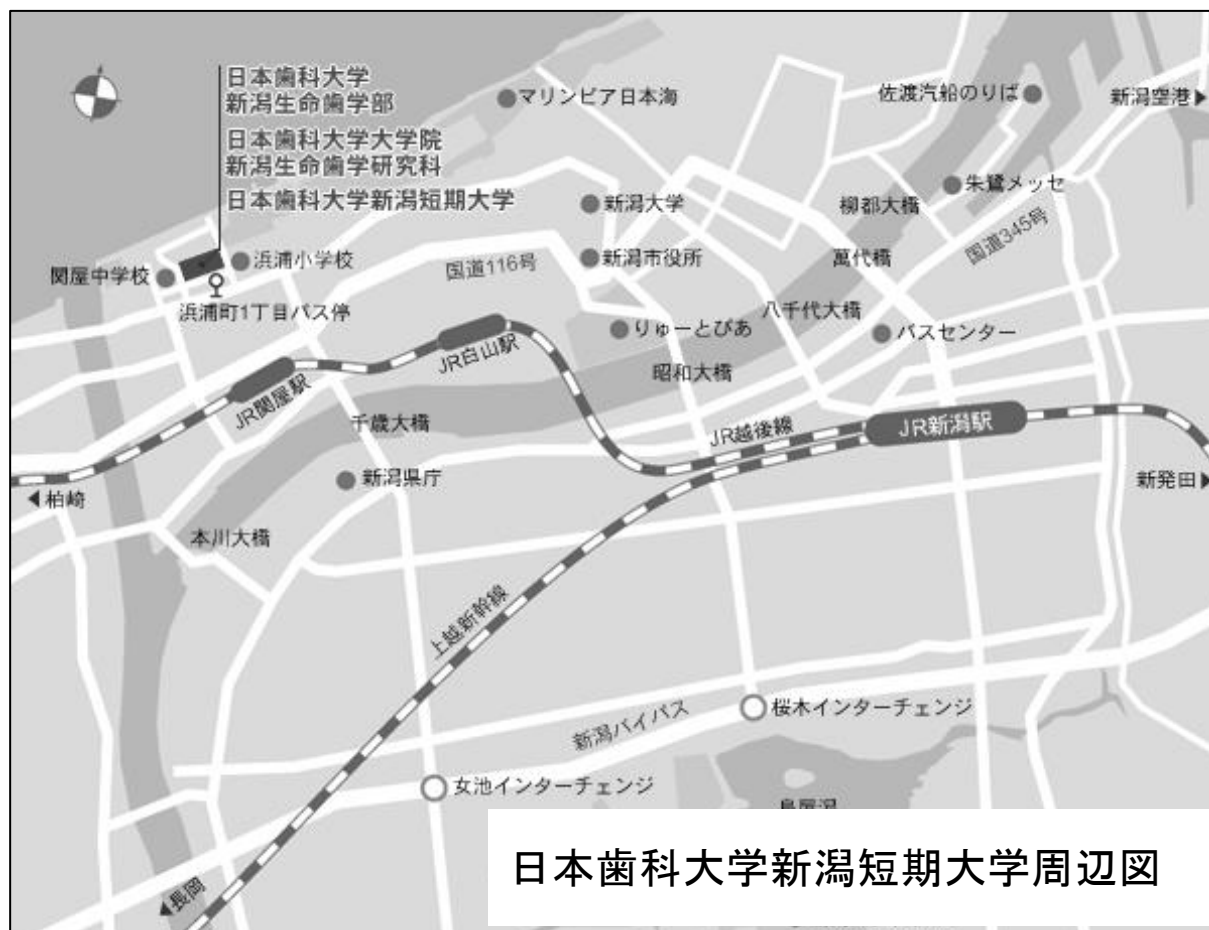 日本歯科大学
新潟生命歯学部
日本歯科大学大学院
新潟生命歯学研究科
日本歯科大学新潟短期大学
マリンピア日本海
佐渡汽船のりば
新潟空港▶
朱鷺メッセ
新潟大学
柳都大橋
国道345号
関屋中学校
浜浦小学校
国道116号
新潟市役所
萬代橋
浜浦町1丁目バス停
八千代大橋
りゅーとぴあ
バスセンター
JR白山駅
昭和大橋
JR関屋駅
千歳大橋
JR越後線
JR新潟駅
新潟県庁
新発田▶
◀柏崎
本川大橋
上越新幹線
桜木インターチェンジ
新潟バイパス
女池インターチェンジ
◀長岡
日本歯科大学新潟短期大学周辺図